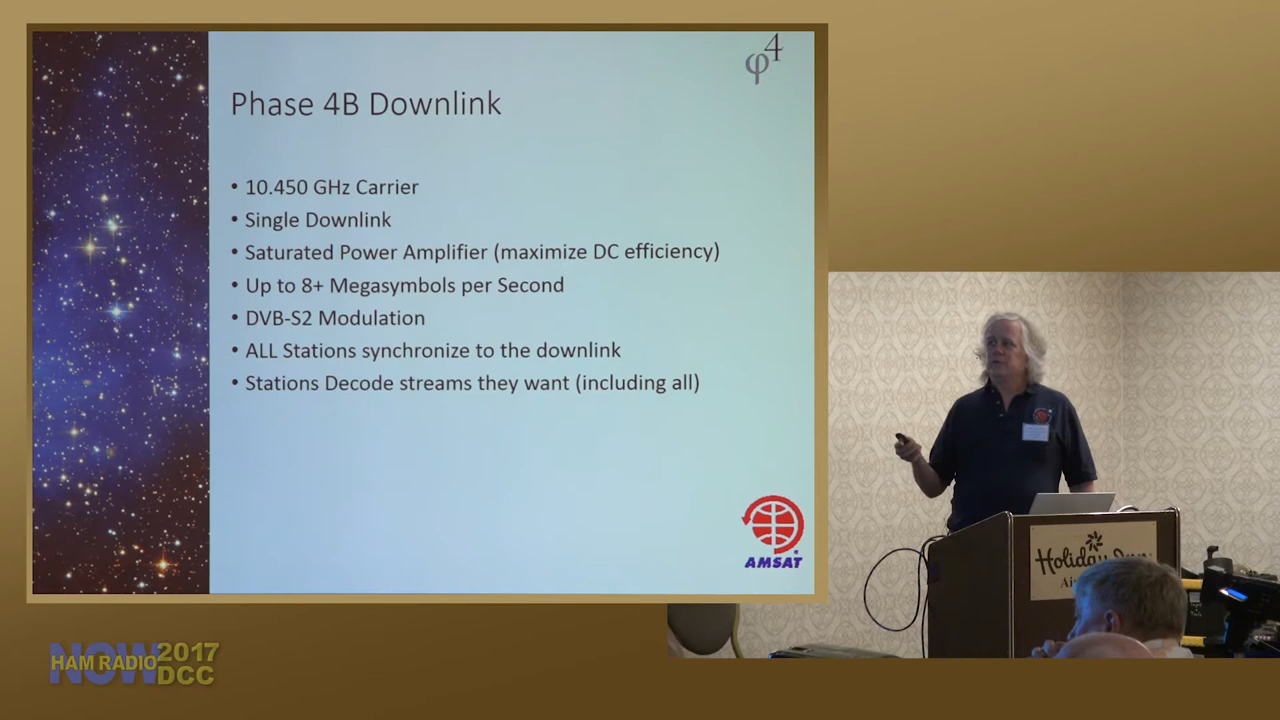 φ4
Phase 4B Downlink
• 10.450 GHz Carrier
• Single Downlink
• Saturated Power Amplifier (maximize DC efficiency)
• Up to 8+ Megasymbols per Second
• DVB-S2 Modulation
• ALL Stations synchronize to the downlink
• Stations Decode streams they want (including all)
AMSAT
Holiday Inn
NOW
HAM RADIO 2017
DCC